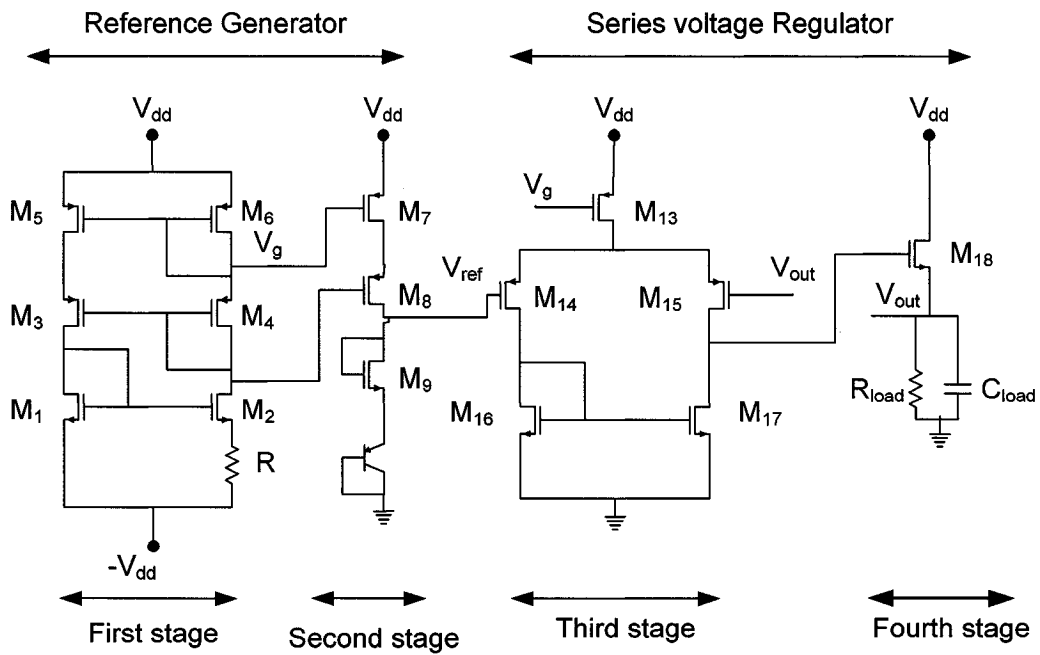 Reference Generator
Series voltage Regulator
Vdd
Vdd
Vdd
Vdd
M5
M6
M7
Vg
Vg
M13
M3
M4
M8
Vref
M14
M15
Vout
M18
Vout
M1
M2
M9
M16
M17
Rload
Cload
R
-Vdd
First stage
Second stage
Third stage
Fourth stage